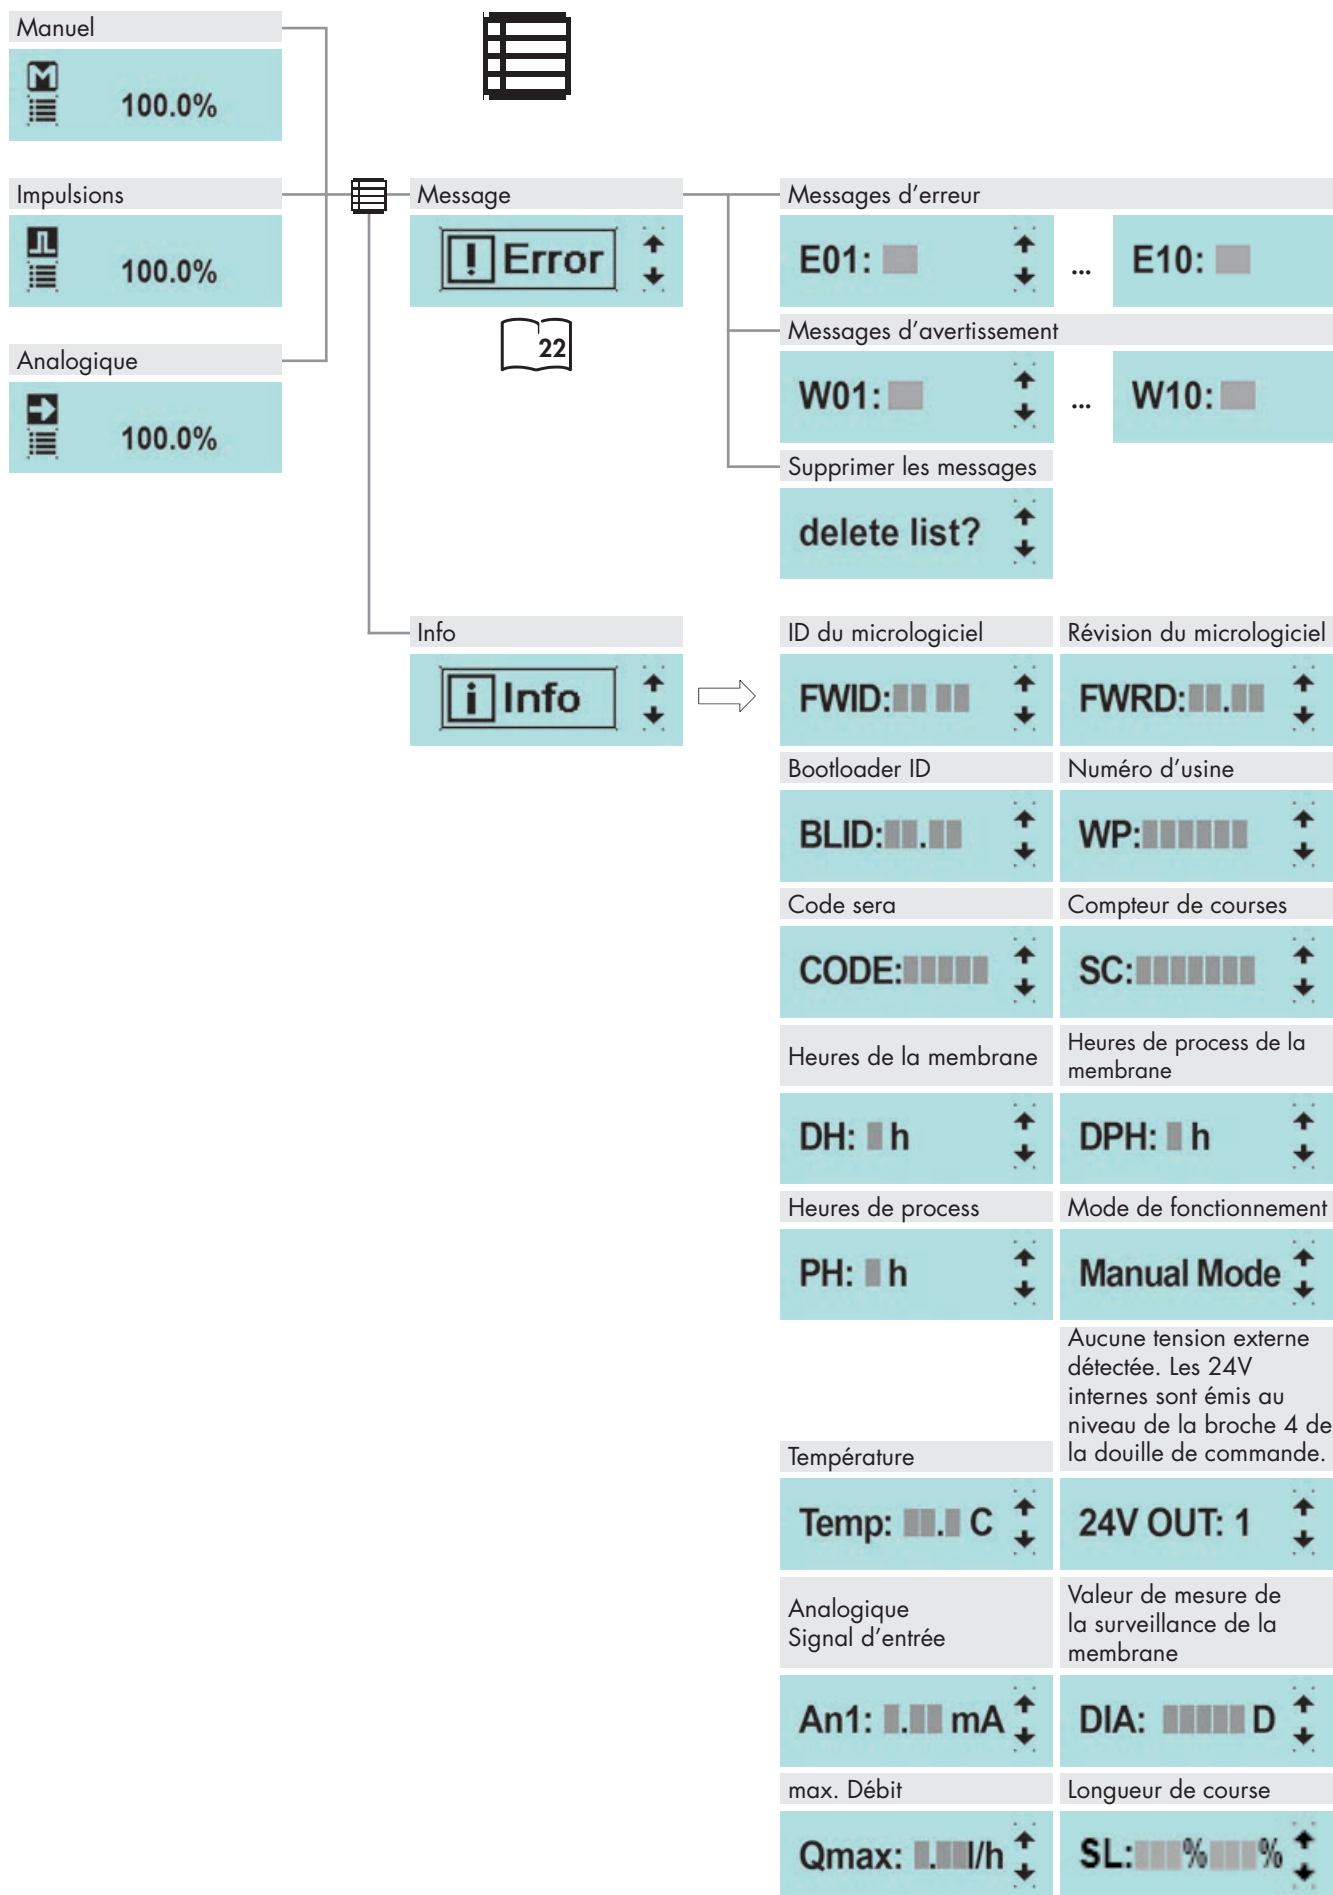 Manuel
100.0%
Impulsions
100.0%
Analogique
100.0%
Message
! Error
22
Messages d'erreur
E01:
...
E10:
Messages d'avertissement
W01:
...
W10:
Supprimer les messages
delete list?
Info
i Info
ID du micrologiciel
Révision du micrologiciel
FWID:
FWRD: .
Bootloader ID
Numéro d'usine
BLID: .
WP:
Code sera
Compteur de courses
CODE:
SC:
Heures de la membrane
Heures de process de la
membrane
DH: h
DPH: h
Heures de process
Mode de fonctionnement
PH: h
Manual Mode
Température
Aucune tension externe
détectée. Les 24V
internes sont émis au
niveau de la broche 4 de
la douille de commande.
Temp: . C
24V OUT: 1
Analogique
Signal d'entrée
Valeur de mesure de
la surveillance de la
membrane
An1: . mA
DIA: D
max. Débit
Longueur de course
Qmax: . l/h
SL: % %